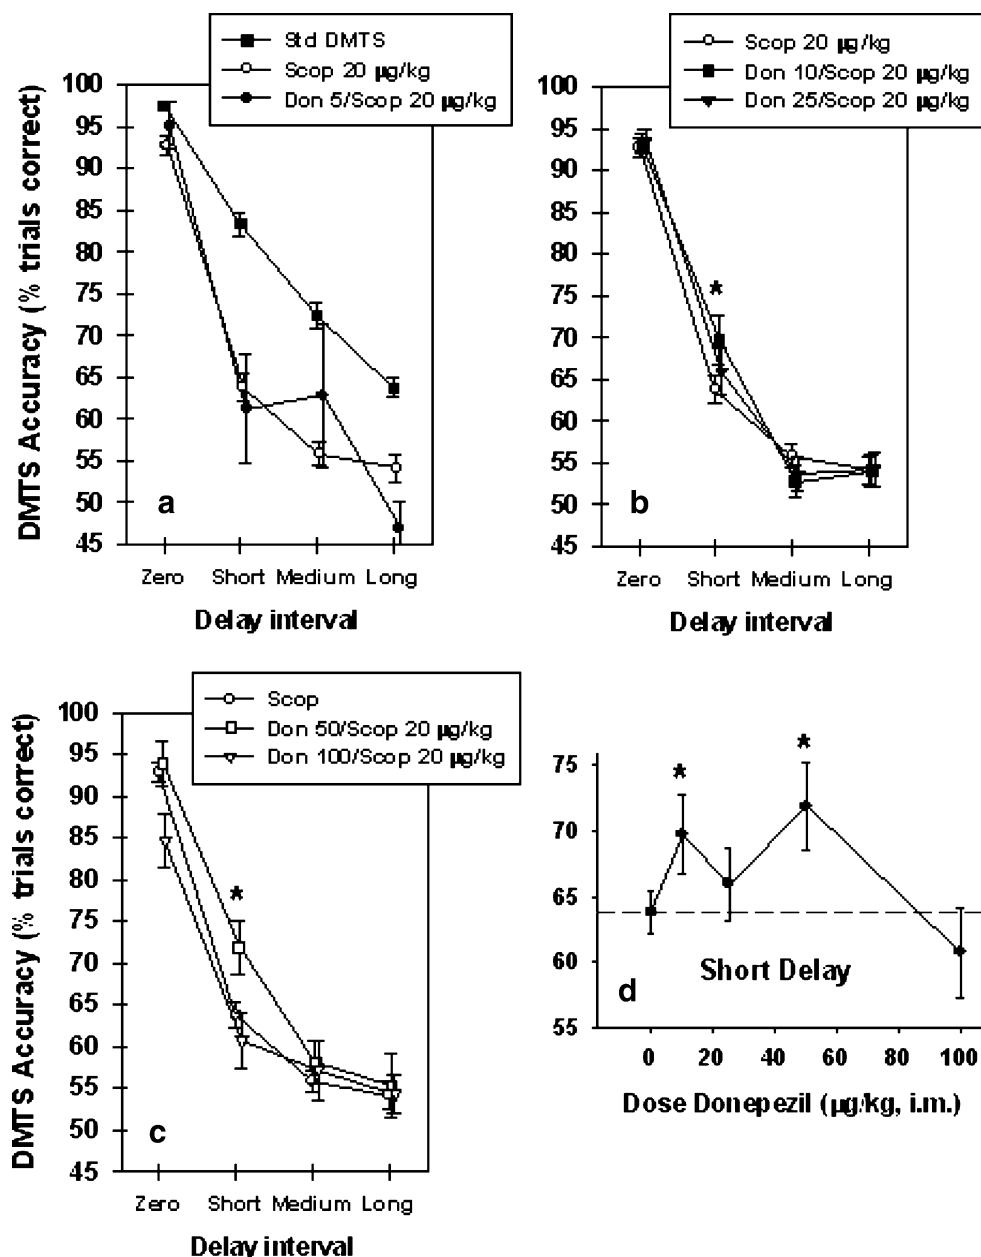 Std DMTS
Scop 20 µg/kg
Don 5/Scop 20 µg/kg
DMTS Accuracy (% trials correct)
100
95
90
85
80
75
70
65
60
55
50
45
a
Zero Short Medium Long
Delay interval
Scop 20 µg/kg
Don 10/Scop 20 µg/kg
Don 25/Scop 20 µg/kg
100
95
90
85
80
75
70
65
60
55
50
45
*
b
Zero Short Medium Long
Delay interval
Scop
Don 50/Scop 20 µg/kg
Don 100/Scop 20 µg/kg
DMTS Accuracy (% trials correct)
100
95
90
85
80
75
70
65
60
55
50
45
*
c
Zero Short Medium Long
Delay interval
75
70
65
60
55
* *
Short Delay
d
0 20 40 60 80 100
Dose Donepezil (µg/kg, i.m.)